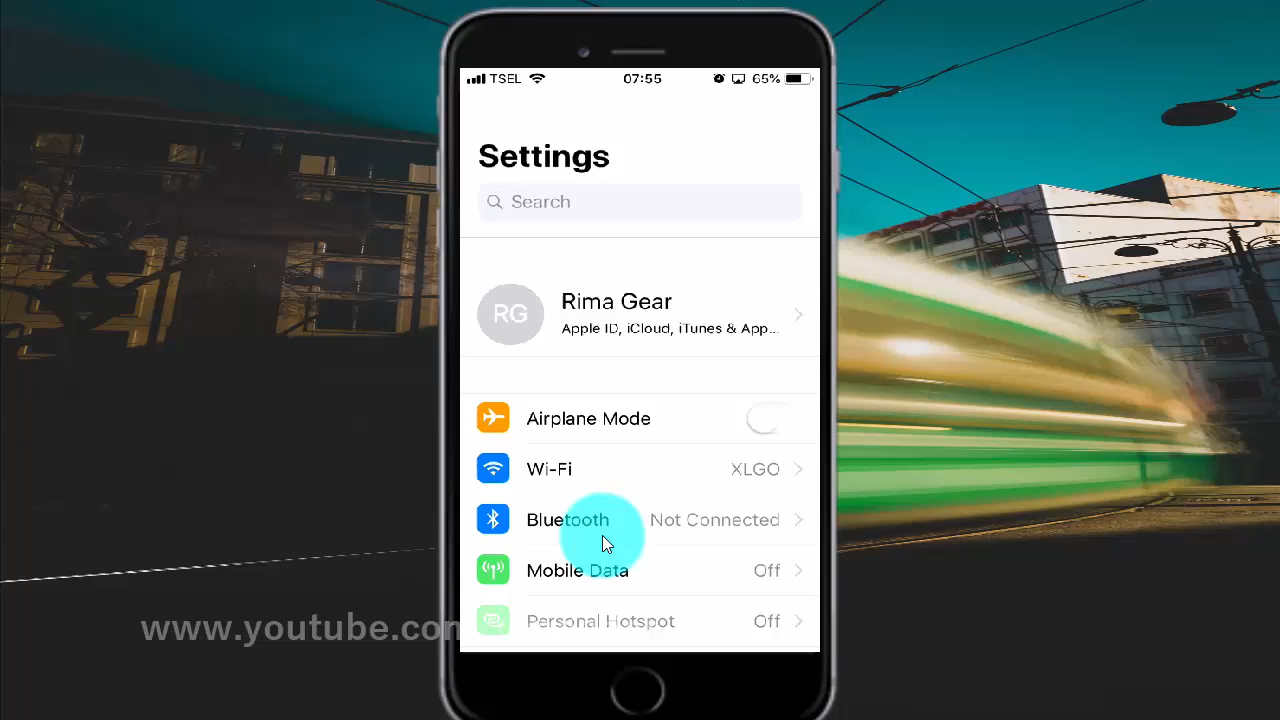 TSEL 07:55 65%
Settings
Search
RG
Rima Gear
Apple ID, iCloud, iTunes & App...
Airplane Mode
Wi-Fi XLGO
Bluetooth Not Connected
Mobile Data Off
Personal Hotspot Off
www.youtube.com